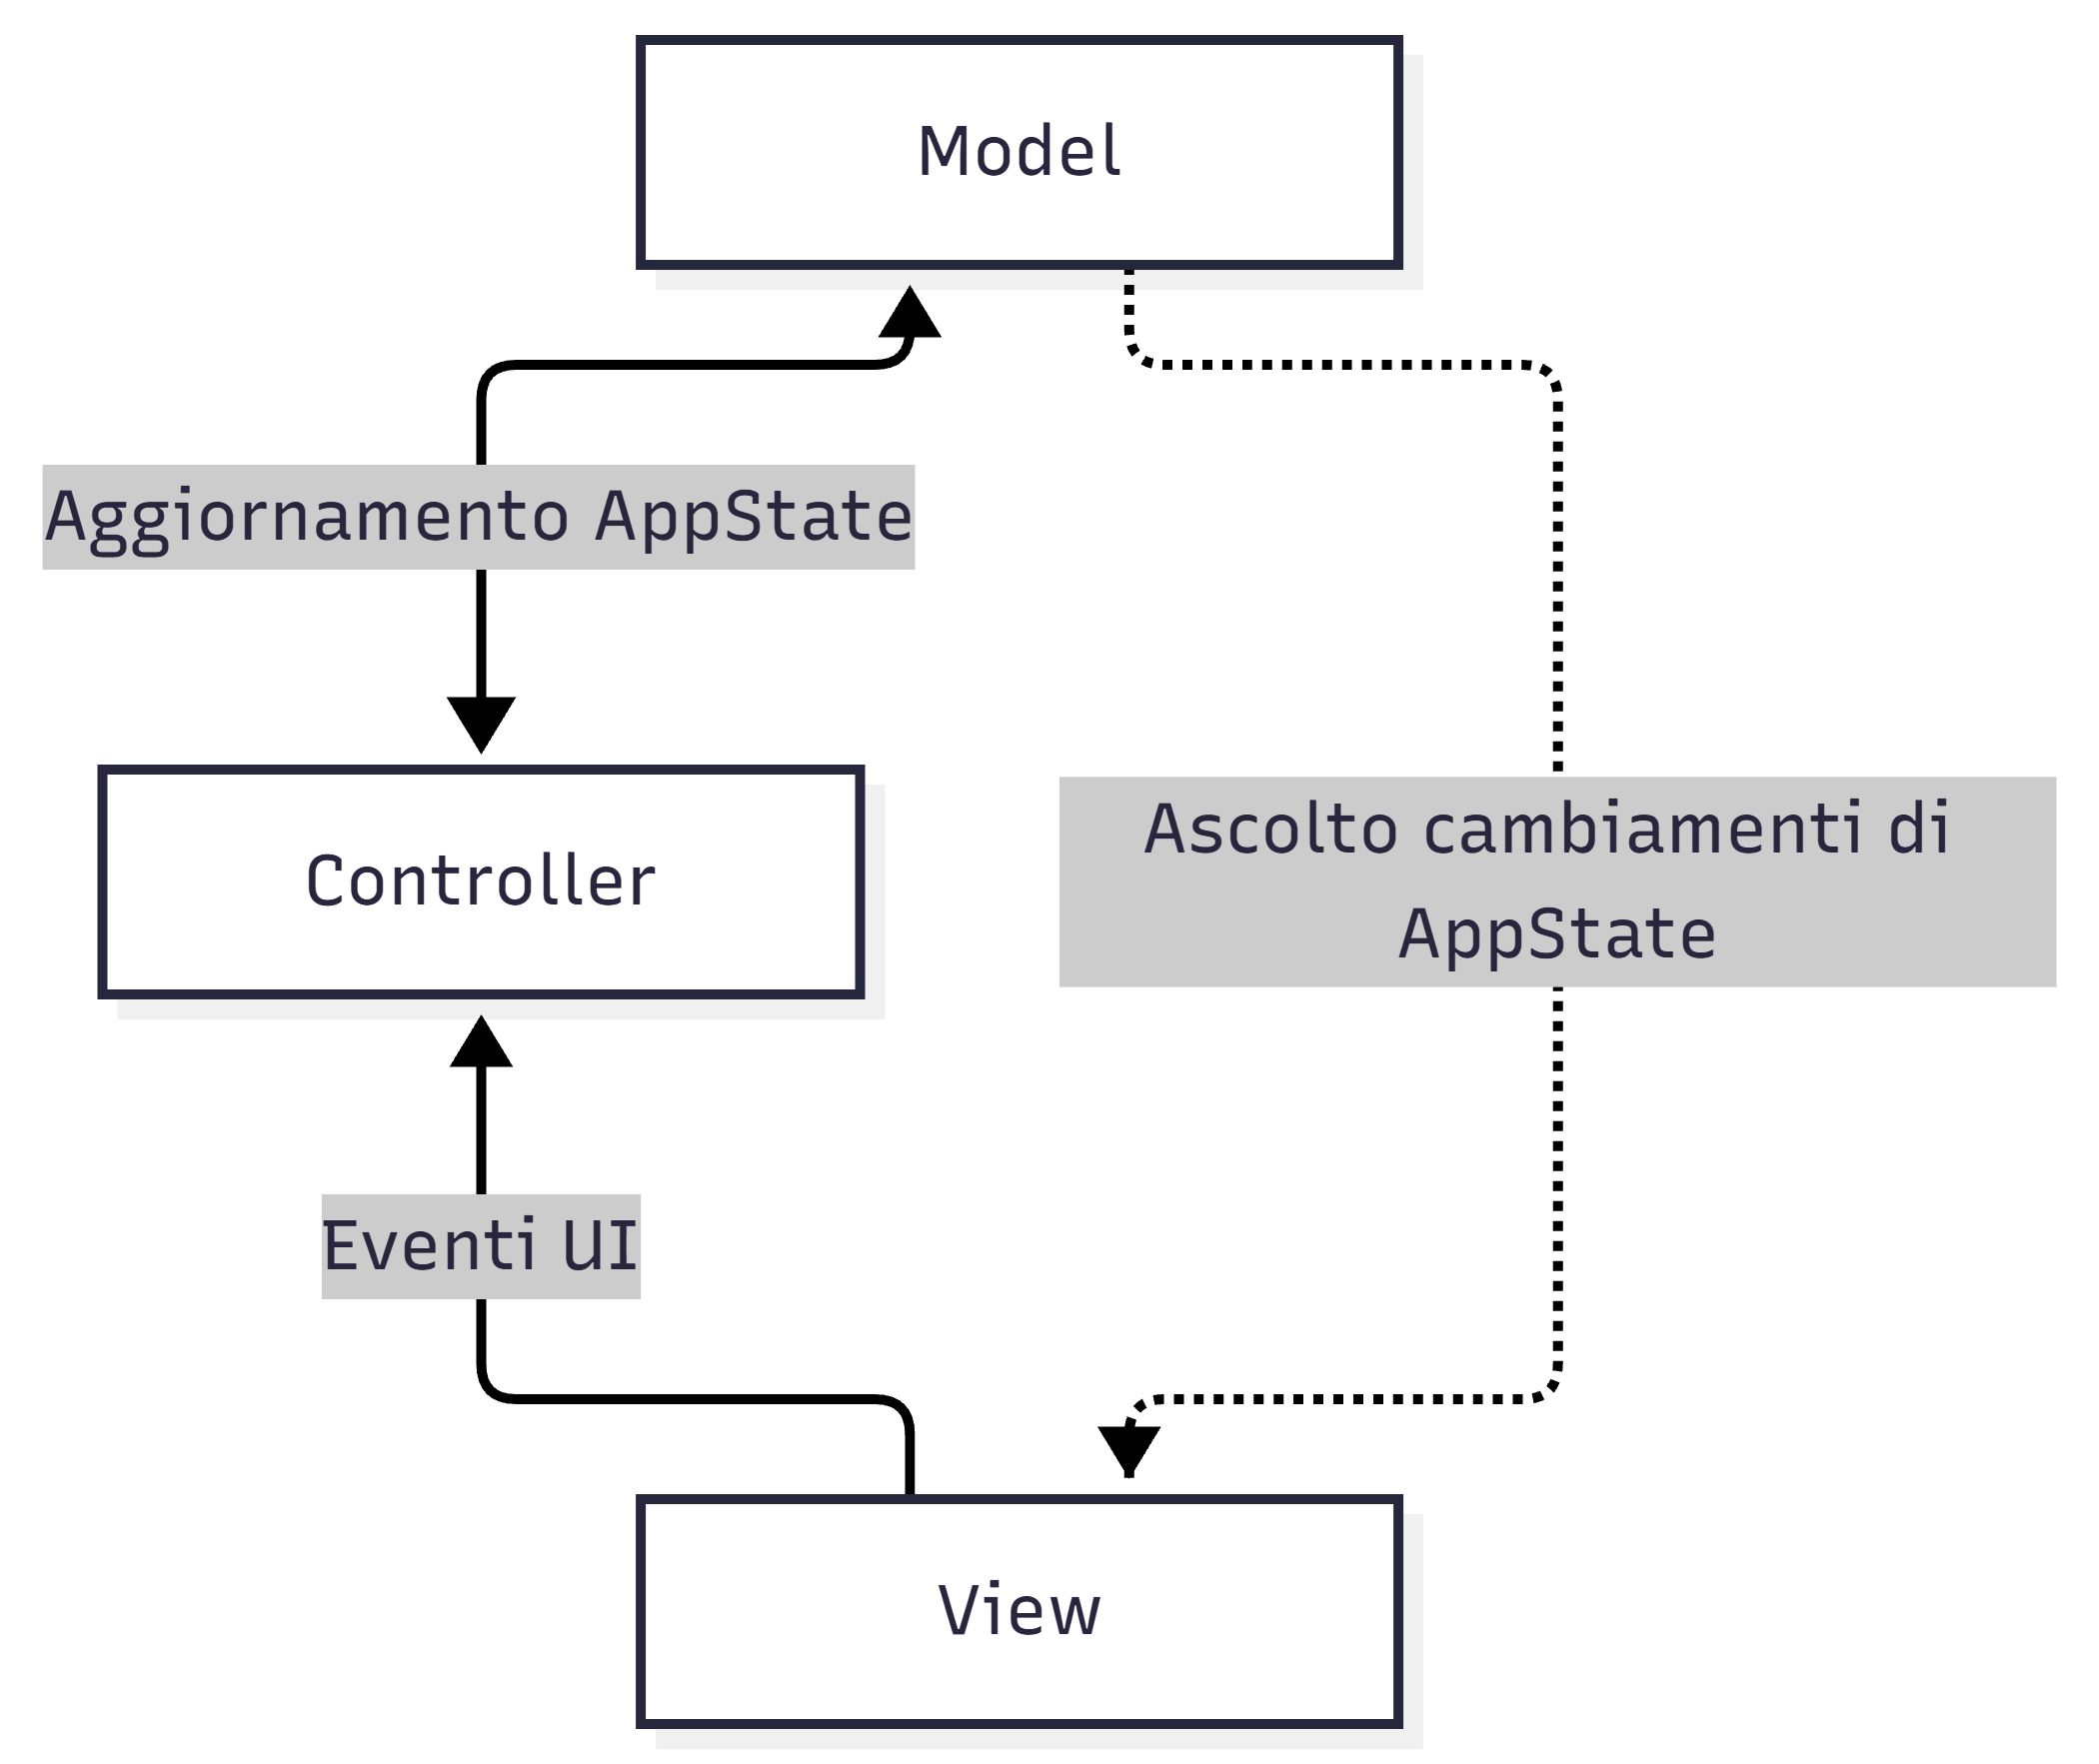 Model
Aggiornamento AppState
Controller
Ascolto cambiamenti di
AppState
Eventi UI
View